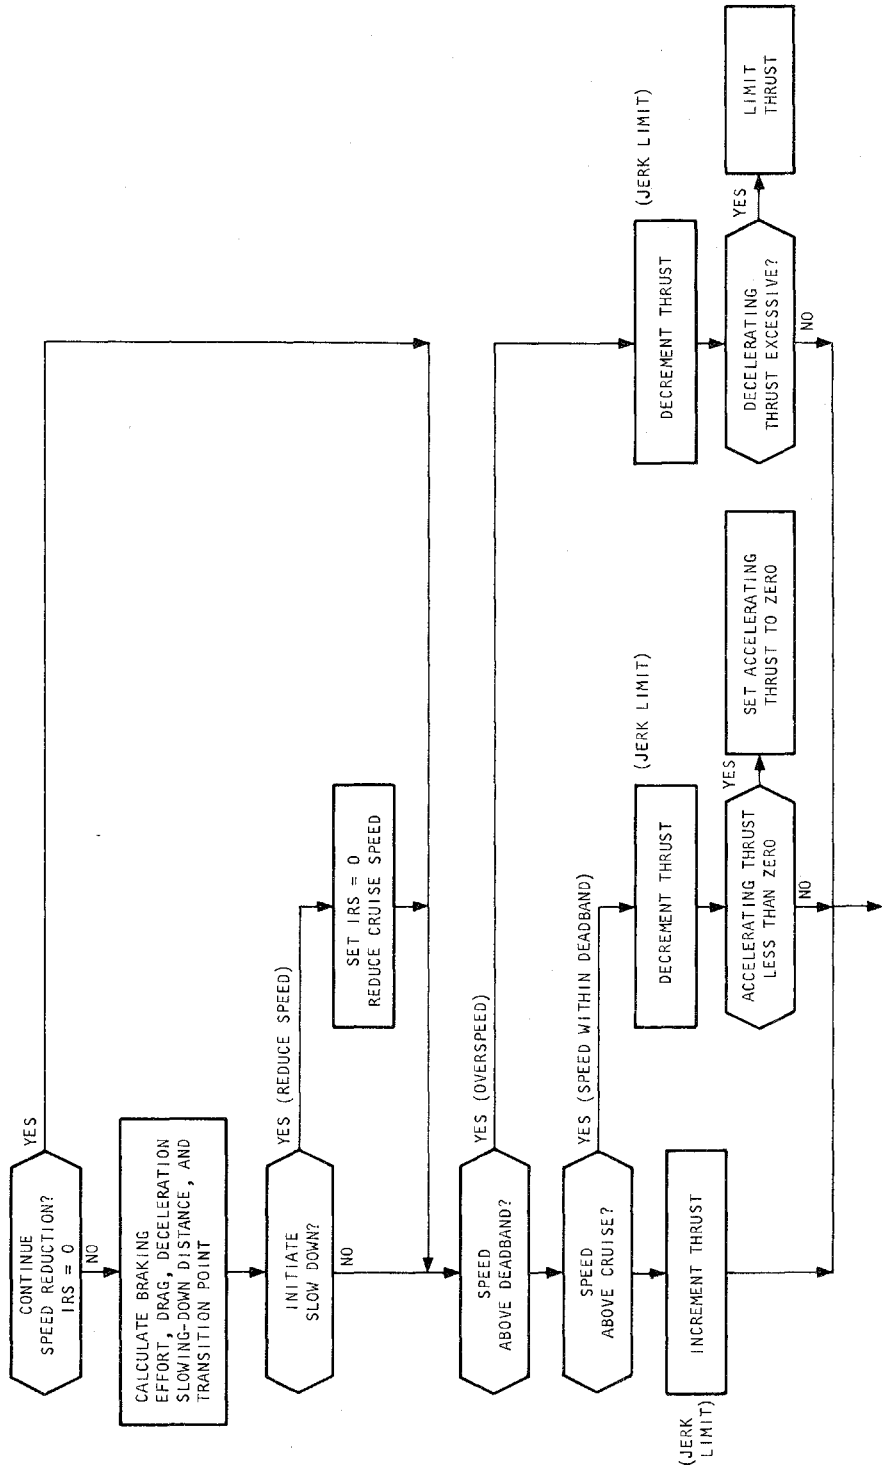 CONTINUE
SPEED REDUCTION?
IRS = 0
YES
NO
CALCULATE BRAKING
EFFORT, DRAG, DECELERATION
SLOWING-DOWN DISTANCE, AND
TRANSITION POINT
INITIATE
SLOW DOWN?
YES (REDUCE SPEED)
NO
SET IRS = 0
REDUCE CRUISE SPEED
SPEED
ABOVE DEADBAND?
YES (OVERSPEED)
SPEED
ABOVE CRUISE?
YES (SPEED WITHIN DEADBAND)
(JERK
LIMIT)
INCREMENT THRUST
DECREMENT THRUST
(JERK LIMIT)
ACCELERATING THRUST
LESS THAN ZERO
YES
NO
SET ACCELERATING
THRUST TO ZERO
DECREMENT THRUST
(JERK LIMIT)
DECELERATING
THRUST EXCESSIVE?
YES
NO
LIMIT
THRUST